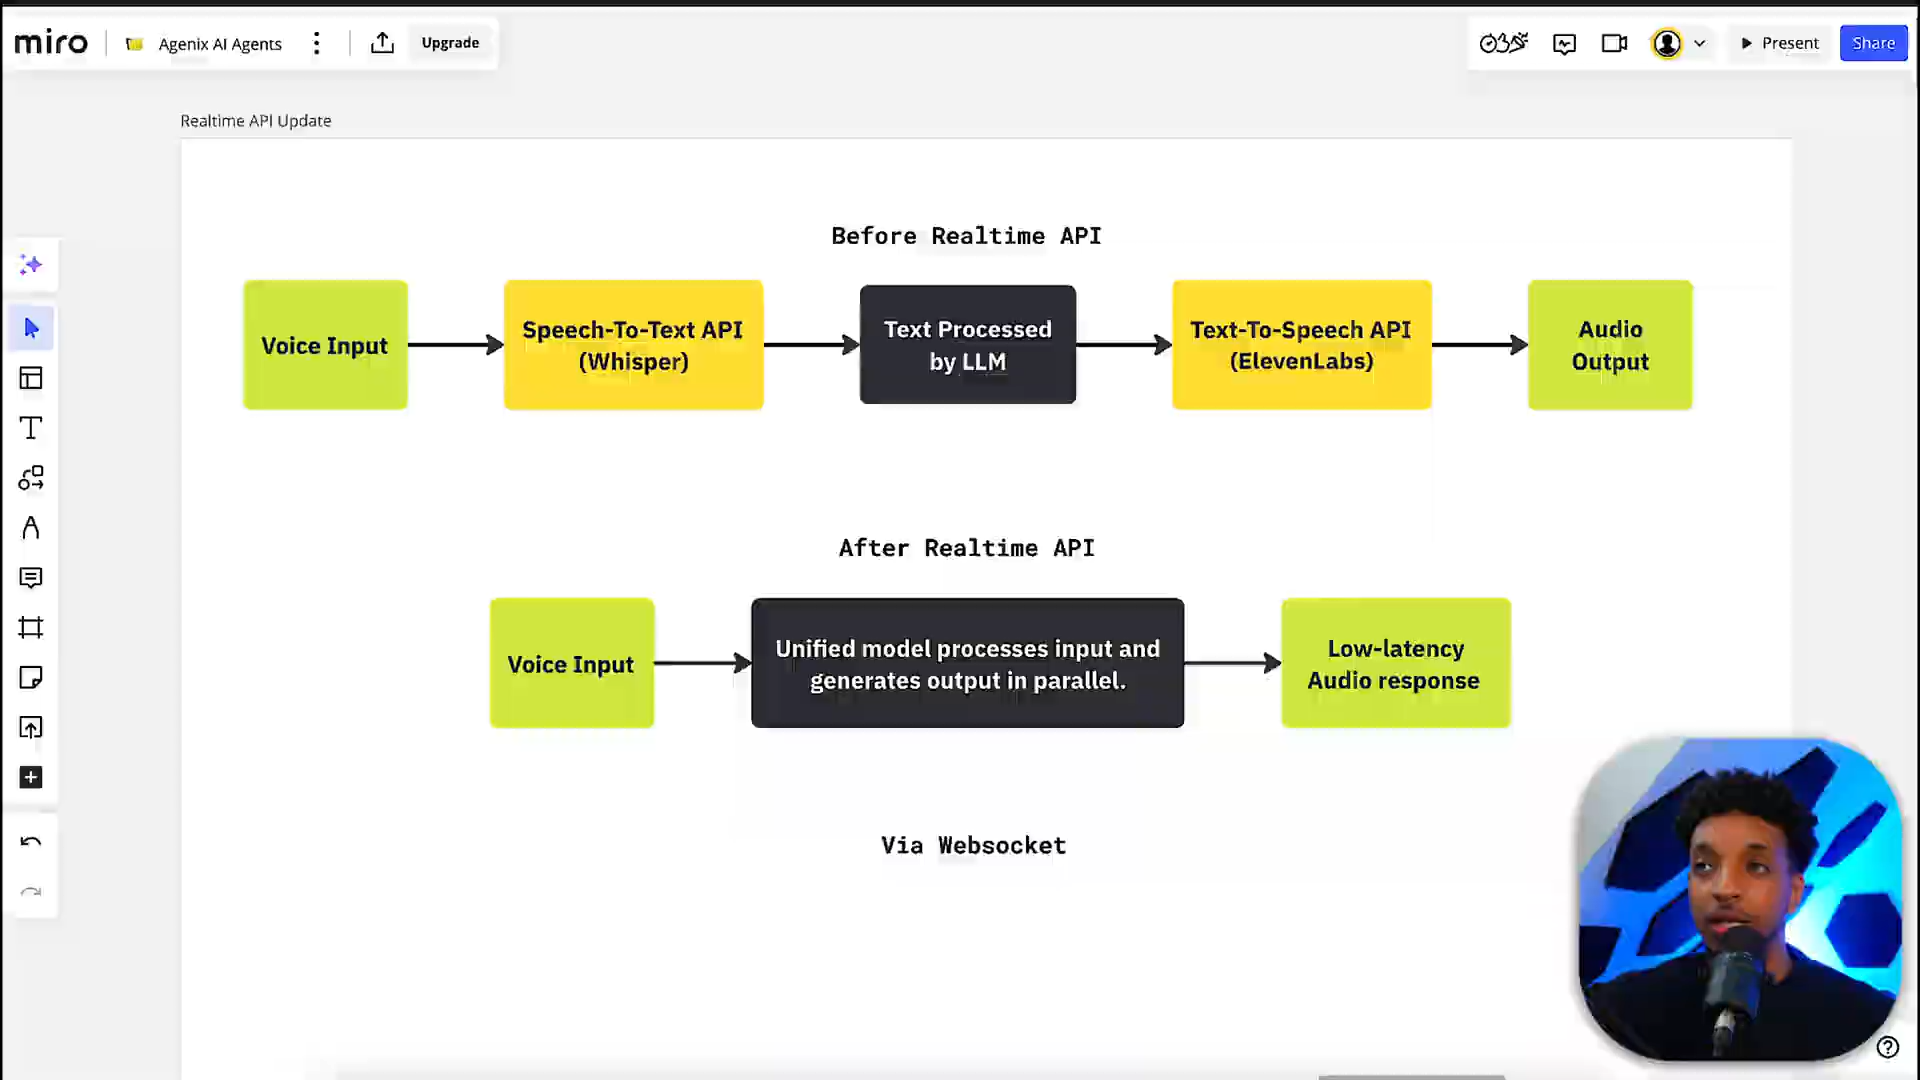 miro
Agenix AI Agents
Upgrade
Present
Share
Realtime API Update
Before Realtime API
Voice Input
Speech-To-Text API
(Whisper)
Text Processed
by LLM
Text-To-Speech API
(ElevenLabs)
Audio
Output
After Realtime API
Voice Input
Unified model processes input and
generates output in parallel.
Low-latency
Audio response
Via Websocket